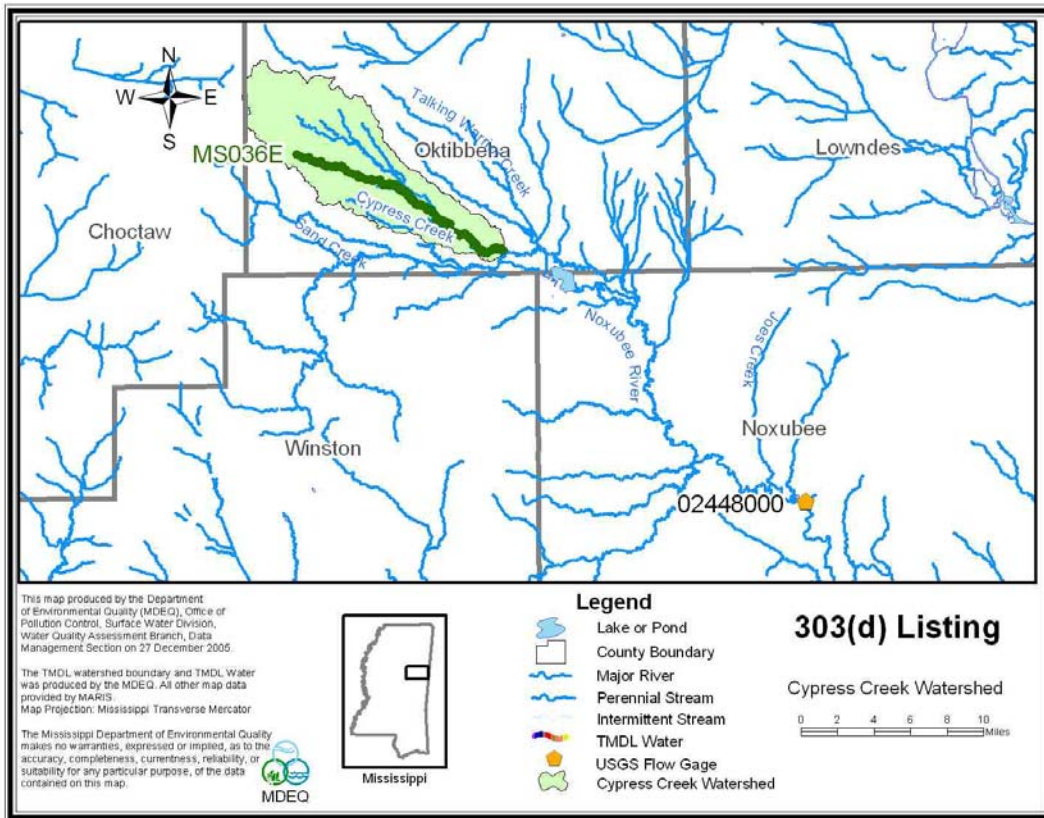 N
W E
S
MS036E
Talking Warrior Creek
Oktibbeha
Lowndes
Choctaw
Cypress Creek
Sand Creek
Noxubee River
Joes Creek
Winston
Noxubee
02448000
This map produced by the Department
of Environmental Quality (MDEQ), Office of
Pollution Control, Surface Water Division,
Water Quality Assessment Branch, Data
Management Section on 27 December 2005.
The TMDL watershed boundary and TMDL Water
was produced by the MDEQ. All other map data
provided by MARIS.
Map Projection: Mississippi Transverse Mercator
The Mississippi Department of Environmental Quality
makes no warranties, expressed or implied, as to the
accuracy, completeness, currentness, reliability, or
suitability for any particular purpose, of the data
contained on this map.
MDEQ
Mississippi
Legend
Lake or Pond
County Boundary
Major River
Perennial Stream
Intermittent Stream
TMDL Water
USGS Flow Gage
Cypress Creek Watershed
303(d) Listing
Cypress Creek Watershed
0 2 4 6 8 10
Miles